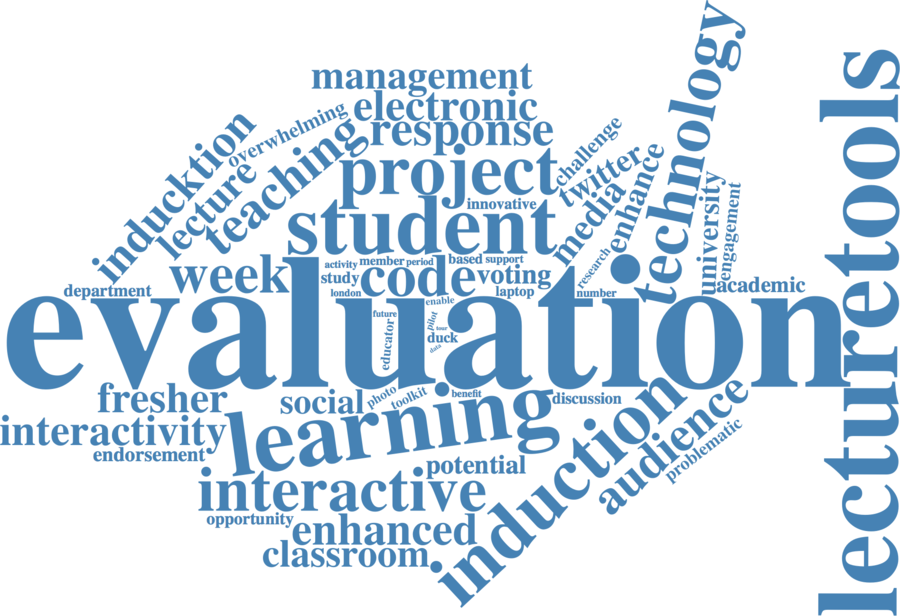 management
electronic
overwhelming
response
inducktion
lecture
teaching
project
challenge
twitter
media
enhance
technology
lecturetools
innovative
student
research
university
engagement
week
activity
member
period
based
support
study
code
voting
department
london
laptop
number
academic
enable
evaluation
future
educator
pilot
tour
duck
data
fresher
social
photo
toolkit
benefit
discussion
interactivity
learning
endorsement
induction
audience
problematic
potential
interactive
opportunity
enhanced
classroom